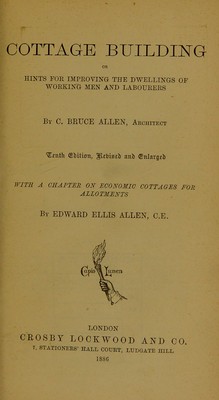 COTTAGE BUILDING
OR
HINTS FOR IMPROVING THE DWELLINGS OF
WORKING MEN AND LABOURERS
BY C. BRUCE ALLEN, ARCHITECT
Tenth Edition, Revised and Enlarged
WITH A CHAPTER ON ECONOMIC COTTAGES FOR
ALLOTMENTS
BY EDWARD ELLIS ALLEN, C.E.
Capio Lumen
LONDON
CROSBY LOCKWOOD AND CO.
7, STATIONERS' HALL COURT, LUDGATE HILL
1886